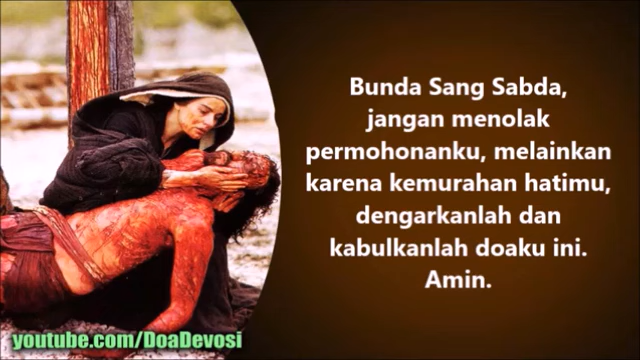 Bunda Sang Sabda,
jangan menolak
permohonanku, melainkan
karena kemurahan hatimu,
dengarkanlah dan
kabulkanlah doaku ini.
Amin.
youtube.com/DoaDevosi